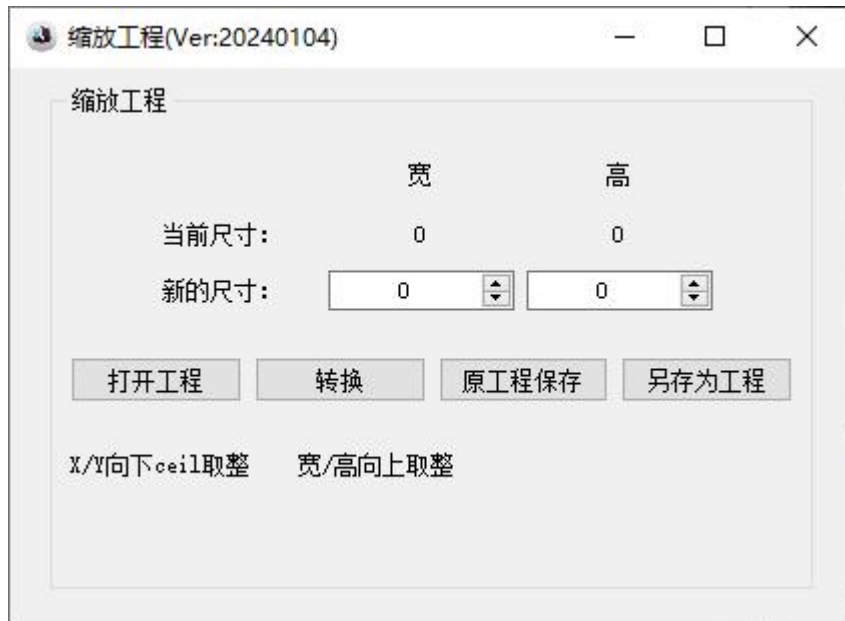 缩放工程(Ver:20240104)
缩放工程
宽 高
当前尺寸: 0 0
新的尺寸: 0 0
打开工程 转换 原工程保存 另存为工程
X/Y向下ceil取整 宽/高向上取整